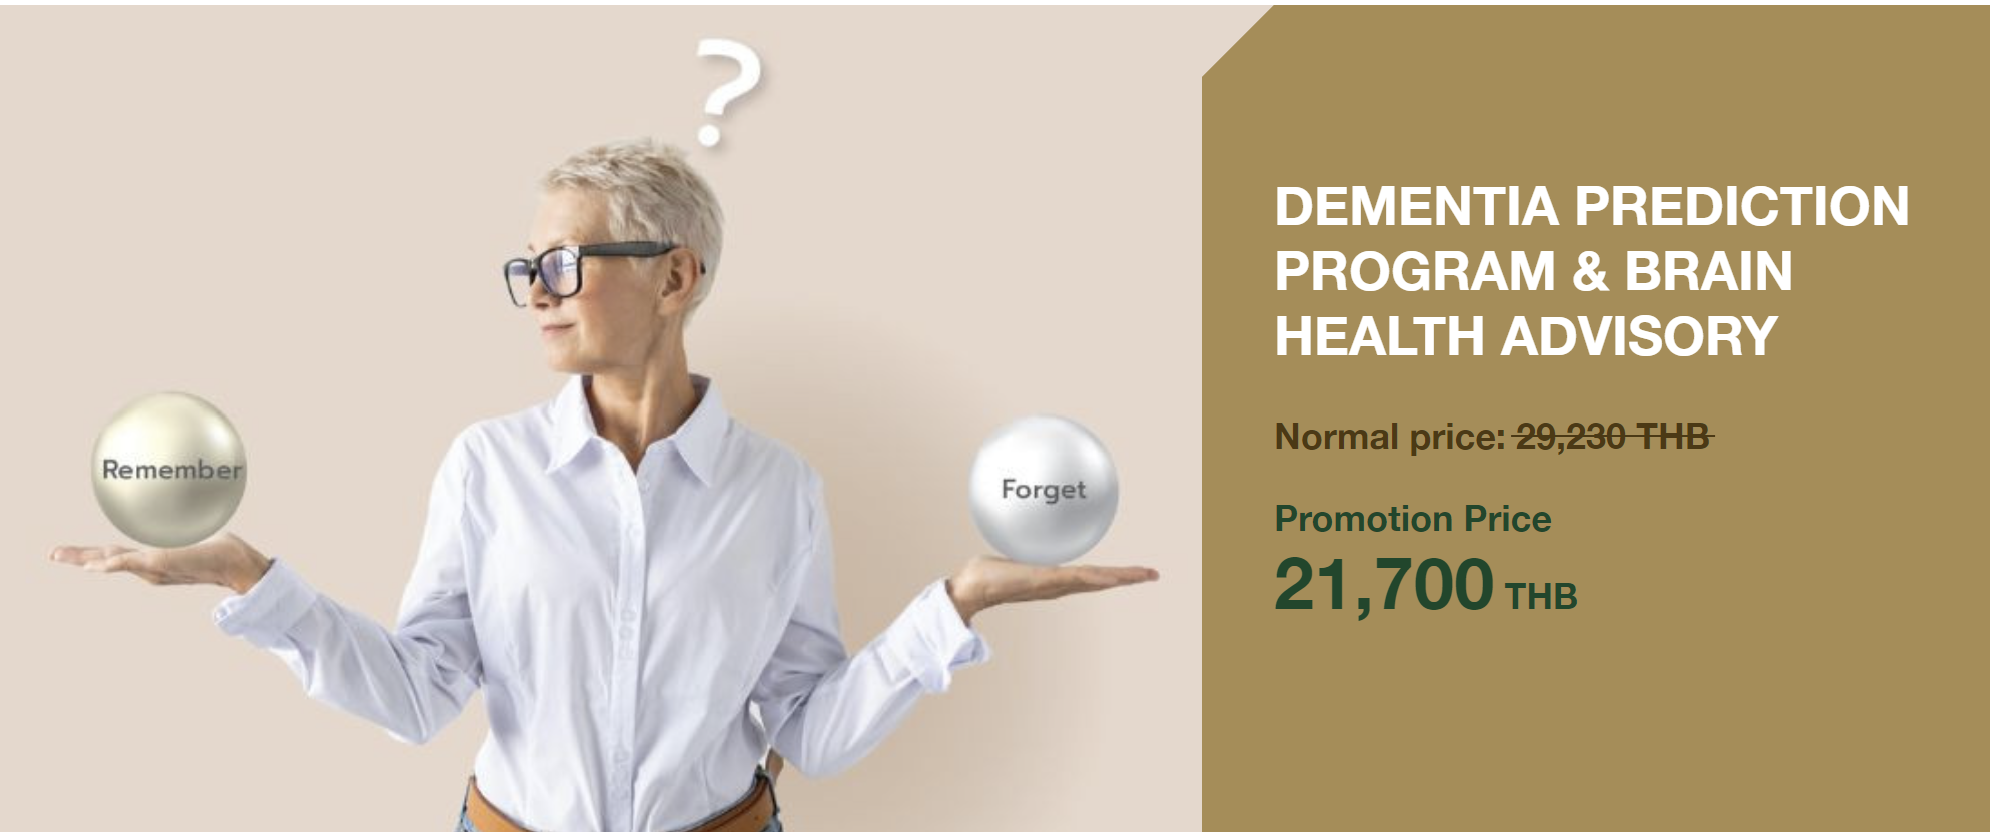 ?
Remember
Forget
DEMENTIA PREDICTION
PROGRAM & BRAIN
HEALTH ADVISORY
Normal price: 29,230 THB
Promotion Price
21,700 THB